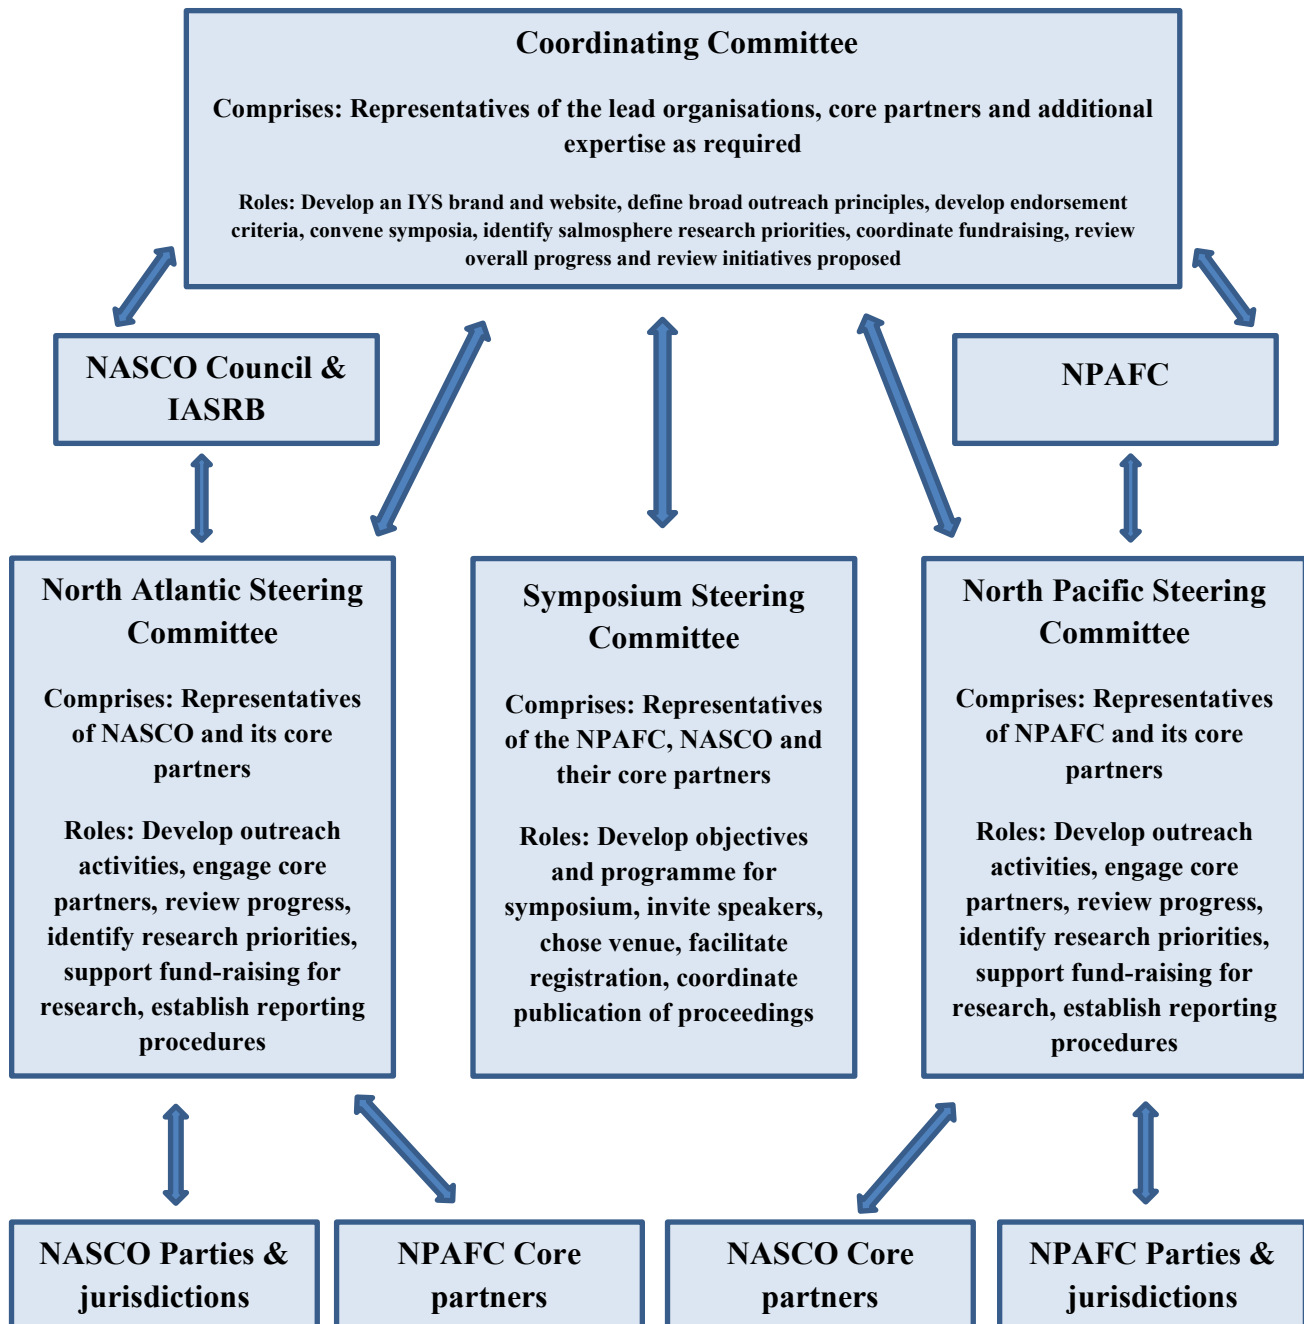 Coordinating Committee
Comprises: Representatives of the lead organisations, core partners and additional
expertise as required
Roles: Develop an IYS brand and website, define broad outreach principles, develop endorsement
criteria, convene symposia, identify salmosphere research priorities, coordinate fundraising, review
overall progress and review initiatives proposed
NASCO Council &
IASRB
NPAFC
North Atlantic Steering
Committee
Comprises: Representatives
of NASCO and its core
partners
Roles: Develop outreach
activities, engage core
partners, review progress,
identify research priorities,
support fund-raising for
research, establish reporting
procedures
Symposium Steering
Committee
Comprises: Representatives
of the NPAFC, NASCO and
their core partners
Roles: Develop objectives
and programme for
symposium, invite speakers,
chose venue, facilitate
registration, coordinate
publication of proceedings
North Pacific Steering
Committee
Comprises: Representatives
of NPAFC and its core
partners
Roles: Develop outreach
activities, engage core
partners, review progress,
identify research priorities,
support fund-raising for
research, establish reporting
procedures
NASCO Parties &
jurisdictions
NPAFC Core
partners
NASCO Core
partners
NPAFC Parties &
jurisdictions